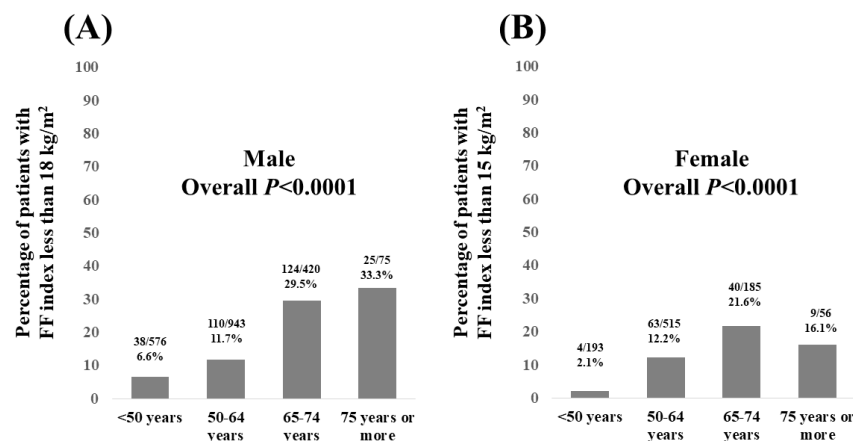 (A)
Percentage of patients with
FF index less than 18 kg/m²
100
90
80
70
60
50
40
30
20
10
0
Male
Overall P<0.0001
38/576
6.6%
110/943
11.7%
124/420
29.5%
25/75
33.3%
<50 years
50-64
years
65-74
years
75 years or
more
(B)
Percentage of patients with
FF index less than 15 kg/m²
100
90
80
70
60
50
40
30
20
10
0
Female
Overall P<0.0001
4/193
2.1%
63/515
12.2%
40/185
21.6%
9/56
16.1%
<50 years
50-64
years
65-74
years
75 years or
more